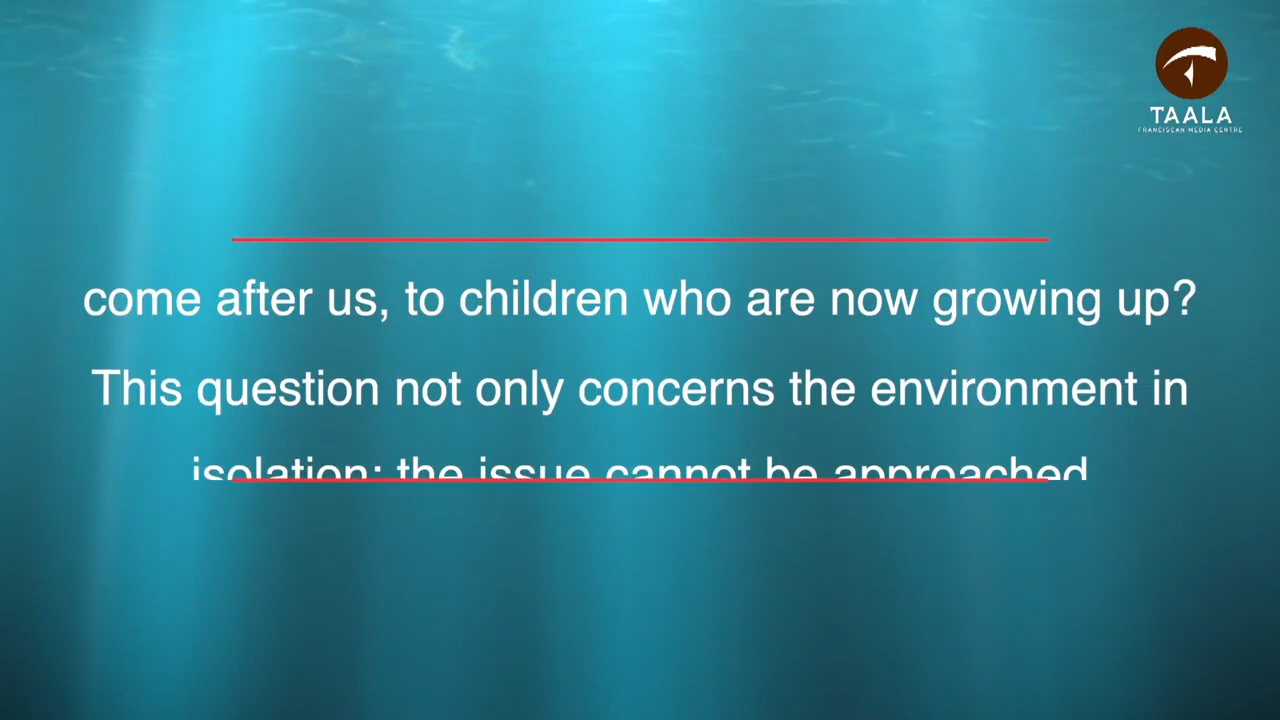 TAALA
FRANCISCAN MEDIA CENTRE
come after us, to children who are now growing up?
This question not only concerns the environment in
isolation; the issue cannot be approached